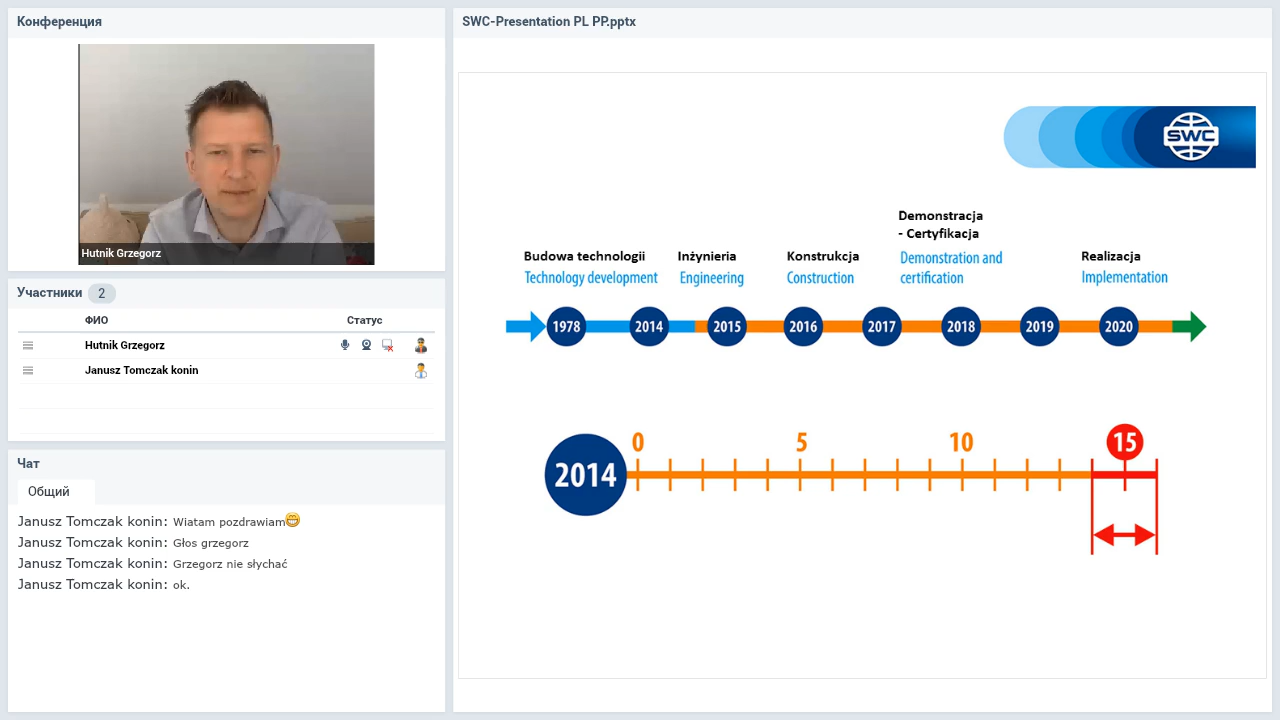 Конференция
Hutnik Grzegorz
Участники 2
ФИО Статус
Hutnik Grzegorz
Janusz Tomczak konin
Чат
Общий
Janusz Tomczak konin: Wiatam pozdrawiam
Janusz Tomczak konin: Głos grzegorz
Janusz Tomczak konin: Grzegorz nie słychać
Janusz Tomczak konin: ok.
SWC-Presentation PL PP.pptx
SWC
Demonstracja
- Certyfikacja
Budowa technologii Inżynieria Konstrukcja Realizacja
Demonstration and
certification
Technology development Engineering Construction Implementation
1978 2014 2015 2016 2017 2018 2019 2020
0 5 10 15
2014